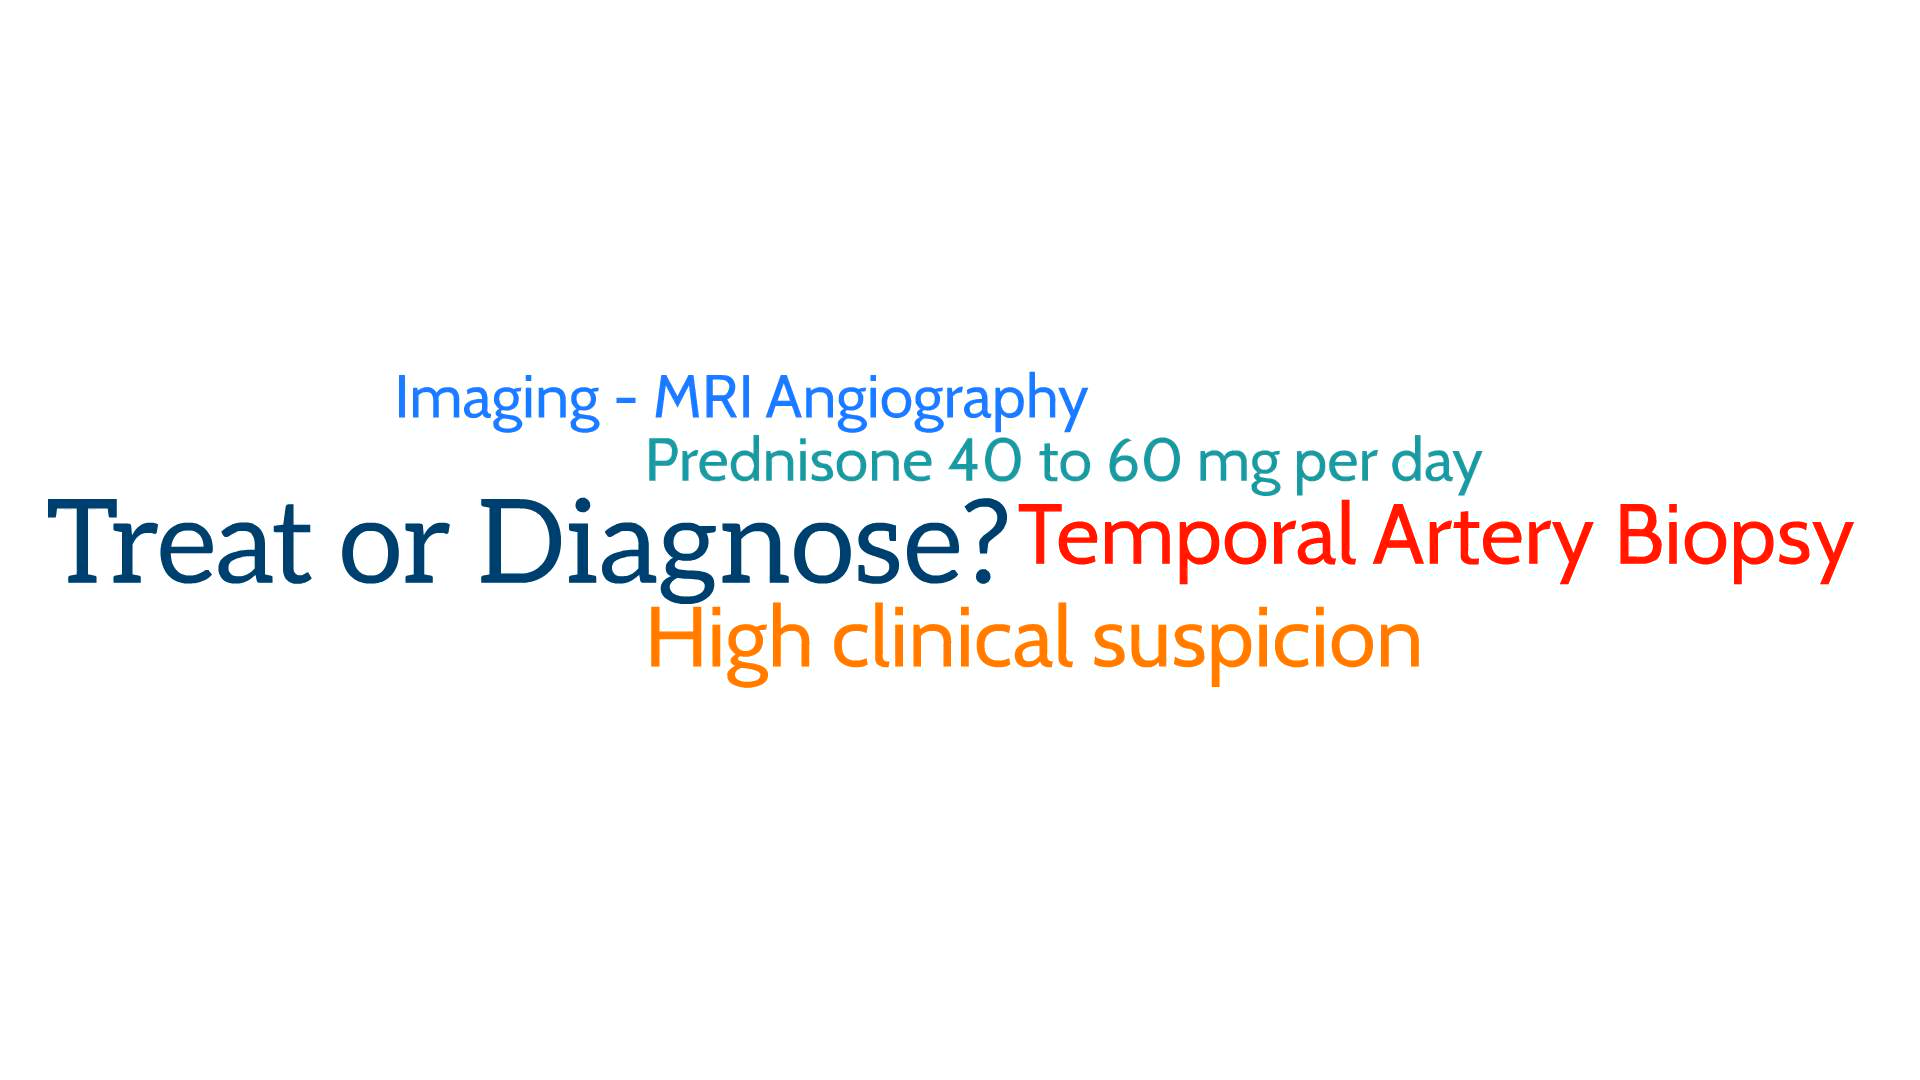 Imaging - MRI Angiography
Prednisone 40 to 60 mg per day
Treat or Diagnose?
Temporal Artery Biopsy
High clinical suspicion